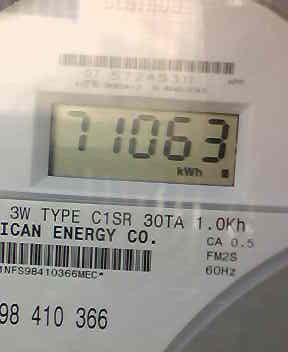 71063
kWh
3W TYPE C1SR 30TA 1.0Kh
ICAN ENERGY CO.
CA 0.5
FM2S
60Hz
1NFS98410366MEC*
98 410 366